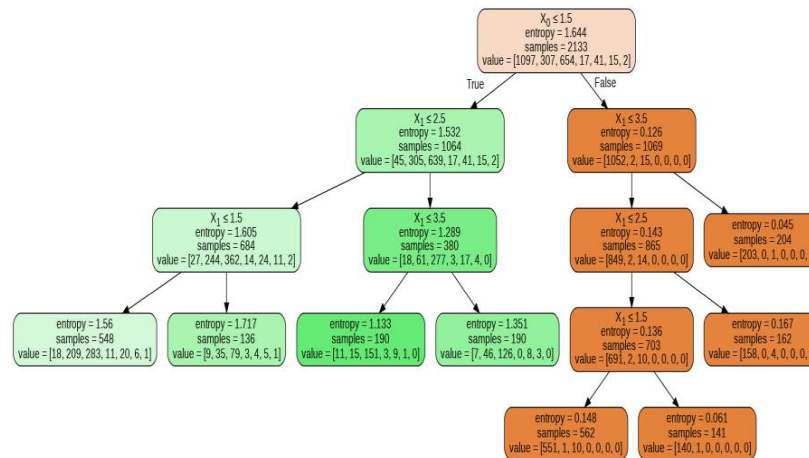 X₀ ≤ 1.5
entropy = 1.644
samples = 2133
value = [1097, 307, 654, 17, 41, 15, 2]
True
False
X₁ ≤ 2.5
entropy = 1.532
samples = 1064
value = [45, 305, 639, 17, 41, 15, 2]
X₁ ≤ 3.5
entropy = 0.126
samples = 1069
value = [1052, 2, 15, 0, 0, 0, 0]
X₁ ≤ 1.5
entropy = 1.605
samples = 684
value = [27, 244, 362, 14, 24, 11, 2]
X₁ ≤ 3.5
entropy = 1.289
samples = 380
value = [18, 61, 277, 3, 17, 4, 0]
X₁ ≤ 2.5
entropy = 0.143
samples = 865
value = [849, 2, 14, 0, 0, 0, 0]
entropy = 0.045
samples = 204
value = [203, 0, 1, 0, 0, 0,
entropy = 1.56
samples = 548
value = [18, 209, 283, 11, 20, 6, 1]
entropy = 1.717
samples = 136
value = [9, 35, 79, 3, 4, 5, 1]
entropy = 1.133
samples = 190
value = [11, 15, 151, 3, 9, 1, 0]
entropy = 1.351
samples = 190
value = [7, 46, 126, 0, 8, 3, 0]
X₁ ≤ 1.5
entropy = 0.136
samples = 703
value = [691, 2, 10, 0, 0, 0, 0]
entropy = 0.167
samples = 162
value = [158, 0, 4, 0, 0, 0,
entropy = 0.148
samples = 562
value = [551, 1, 10, 0, 0, 0, 0]
entropy = 0.061
samples = 141
value = [140, 1, 0, 0, 0, 0, 0]